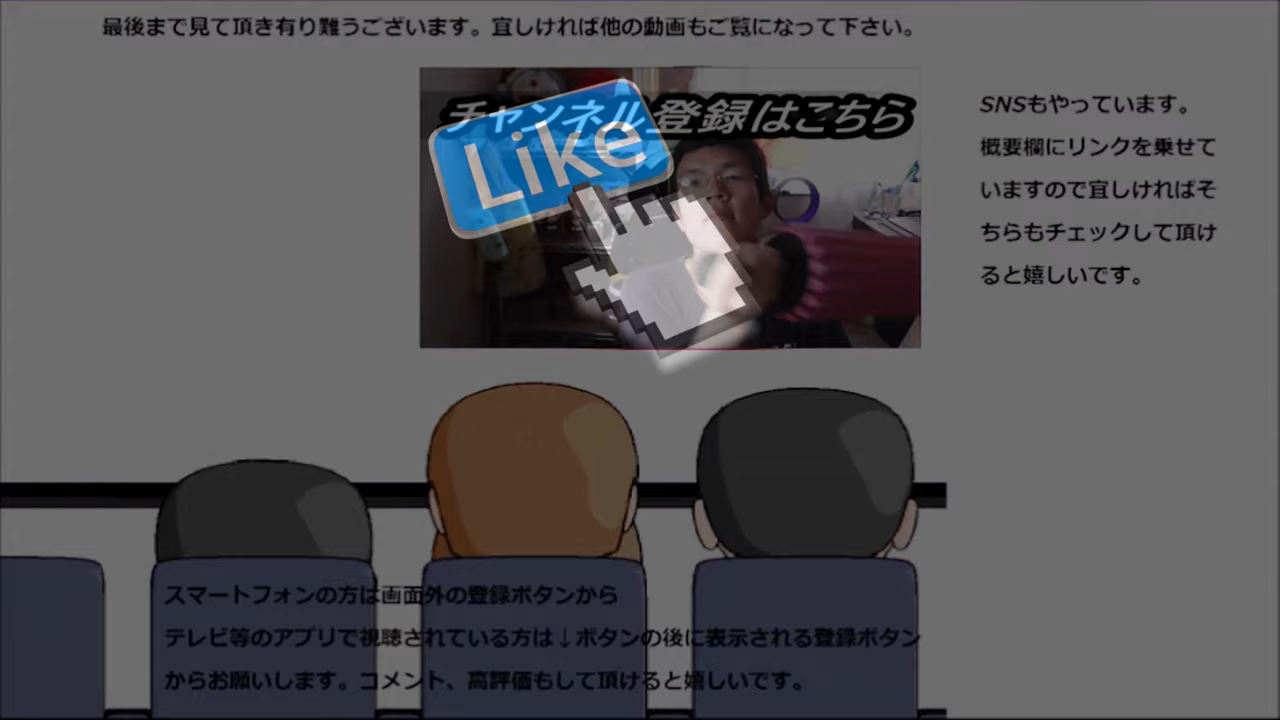 最後まで見て頂き有り難うございます。宜しければ他の動画もご覧になって下さい。
チャンネル登録はこちら
Like
SNSもやっています。
概要欄にリンクを乗せて
いますので宜しければそ
ちらもチェックして頂け
ると嬉しいです。
スマートフォンの方は画面外の登録ボタンから
テレビ等のアプリで視聴されている方は↓ボタンの後に表示される登録ボタン
からお願いします。コメント、高評価もして頂けると嬉しいです。